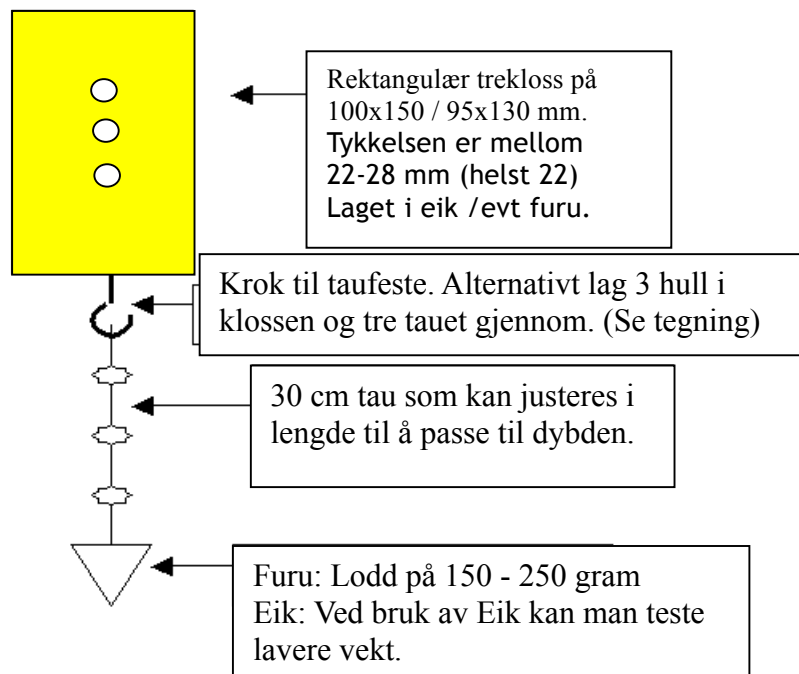 Rektangulær trekloss på
100x150 / 95x130 mm.
Tykkelsen er mellom
22-28 mm (helst 22)
Laget i eik /evt furu.
Krok til taufeste. Alternativt lag 3 hull i
klossen og tre tauet gjennom. (Se tegning)
30 cm tau som kan justeres i
lengde til å passe til dybden.
Furu: Lodd på 150 - 250 gram
Eik: Ved bruk av Eik kan man teste
lavere vekt.